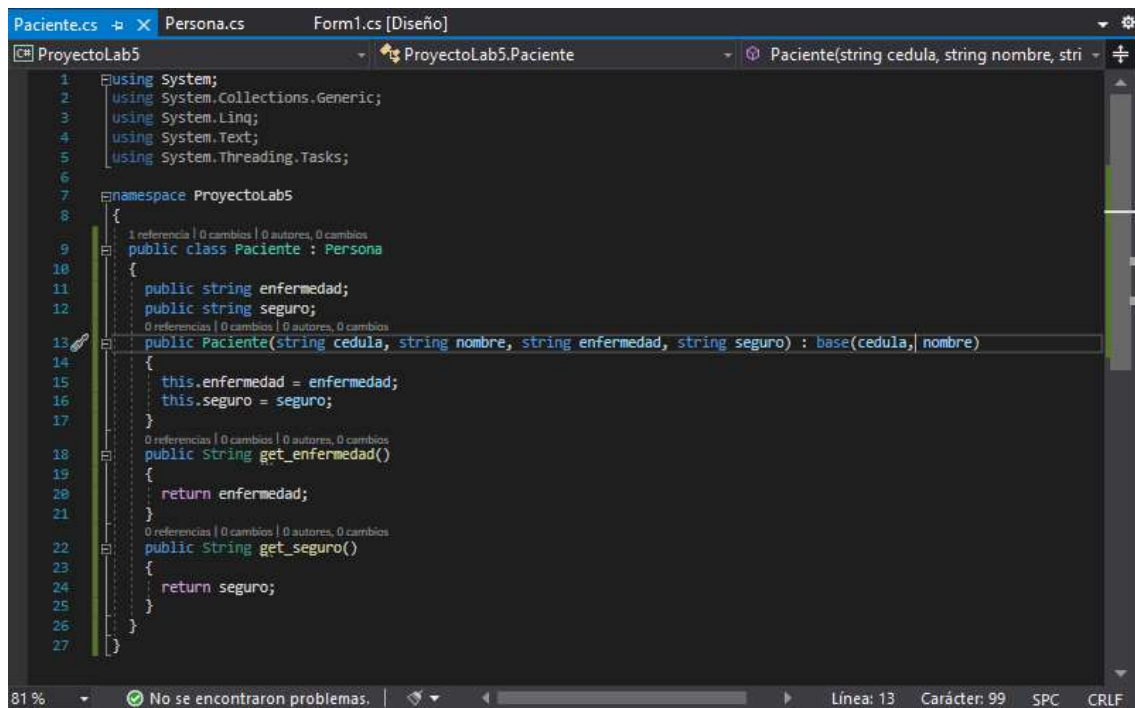 Paciente.cs Persona.cs Form1.cs [Diseño]
C# ProyectoLab5 ProyectoLab5.Paciente Paciente(string cedula, string nombre, stri
1 using System;
2 using System.Collections.Generic;
3 using System.Linq;
4 using System.Text;
5 using System.Threading.Tasks;
6
7 namespace ProyectoLab5
8 {
1 referencia | 0 cambios | 0 autores, 0 cambios
9 public class Paciente : Persona
10 {
11 public string enfermedad;
12 public string seguro;
0 referencias | 0 cambios | 0 autores, 0 cambios
13 public Paciente(string cedula, string nombre, string enfermedad, string seguro) : base(cedula, nombre)
14 {
15 this.enfermedad = enfermedad;
16 this.seguro = seguro;
17 }
0 referencias | 0 cambios | 0 autores, 0 cambios
18 public String get_enfermedad()
19 {
20 return enfermedad;
21 }
0 referencias | 0 cambios | 0 autores, 0 cambios
22 public String get_seguro()
23 {
24 return seguro;
25 }
26 }
27 }
81 % No se encontraron problemas. Línea: 13 Carácter: 99 SPC CRLF